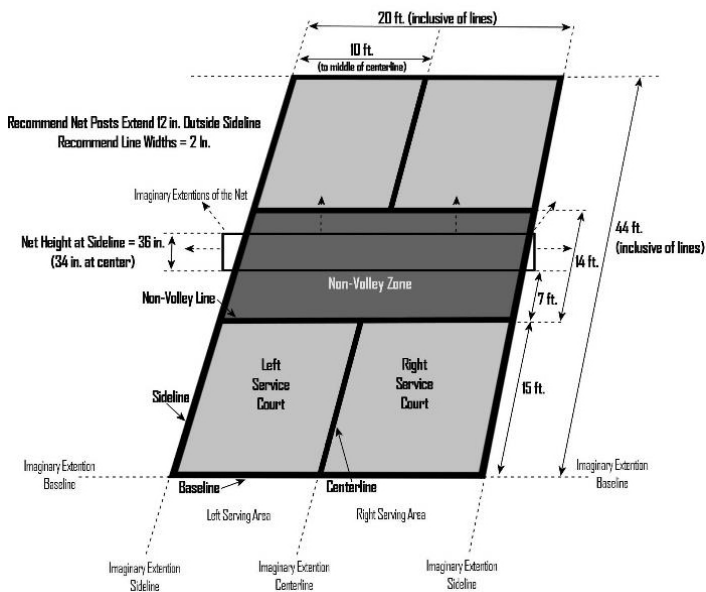 20 ft. (inclusive of lines)
10 ft.
(to middle of centerline)
Recommend Net Posts Extend 12 in. Outside Sideline
Recommend Line Widths = 2 In.
Imaginary Extentions of the Net
Net Height at Sideline = 36 in.
(34 in. at center)
44 ft.
(inclusive of lines)
14 ft.
Non-Volley Zone
7 ft.
Non-Volley Line
Left
Service
Court
Right
Service
Court
15 ft.
Sideline
Imaginary Extention
Baseline
Baseline
Centerline
Imaginary Extention
Baseline
Left Serving Area
Right Serving Area
Imaginary Extention
Sideline
Imaginary Extention
Centerline
Imaginary Extention
Sideline